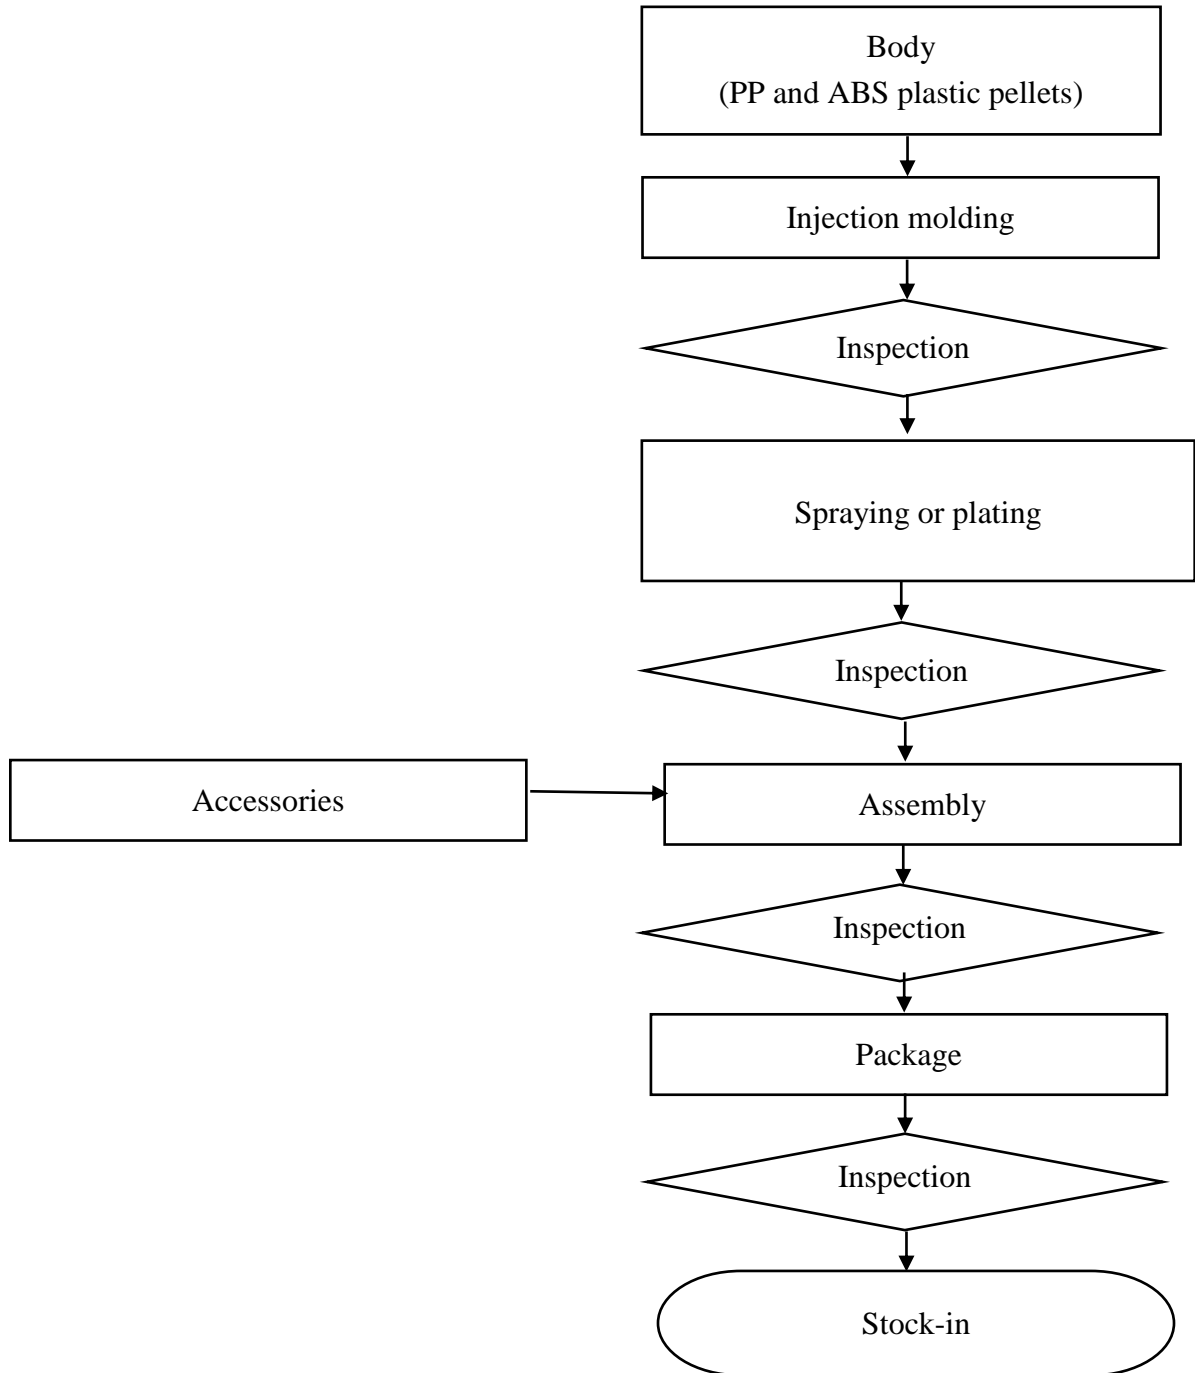 Body
(PP and ABS plastic pellets)
Injection molding
Inspection
Spraying or plating
Inspection
Accessories
Assembly
Inspection
Package
Inspection
Stock-in